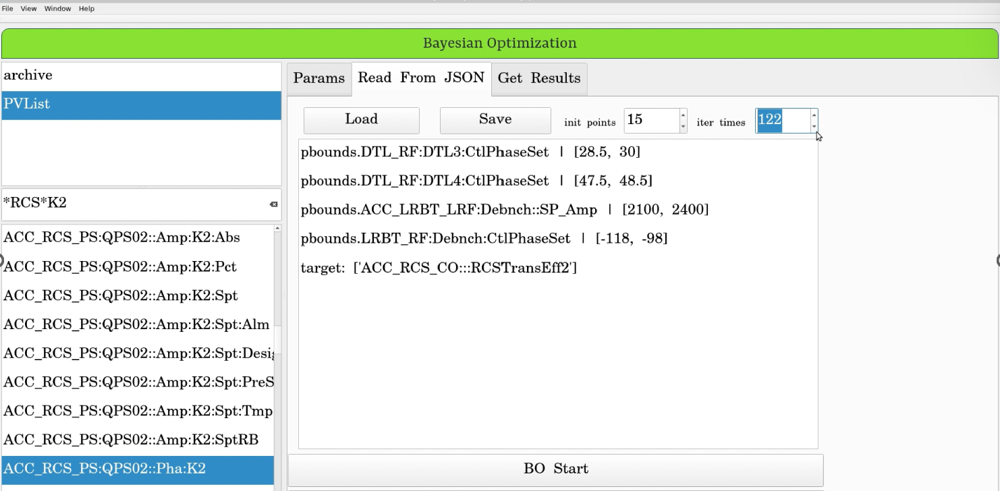 File View Window Help
Bayesian Optimization
archive
PVList
*RCS*K2
ACC_RCS_PS:QPS02::Amp:K2:Abs
ACC_RCS_PS:QPS02::Amp:K2:Pct
ACC_RCS_PS:QPS02::Amp:K2:Spt
ACC_RCS_PS:QPS02::Amp:K2:Spt:Alm
ACC_RCS_PS:QPS02::Amp:K2:Spt:Desig
ACC_RCS_PS:QPS02::Amp:K2:Spt:PreS
ACC_RCS_PS:QPS02::Amp:K2:Spt:Tmp
ACC_RCS_PS:QPS02::Amp:K2:SptRB
ACC_RCS_PS:QPS02::Pha:K2
Params Read From JSON Get Results
Load Save init points 15 iter times 122
pbounds.DTL_RF:DTL3:CtlPhaseSet | [28.5, 30]
pbounds.DTL_RF:DTL4:CtlPhaseSet | [47.5, 48.5]
pbounds.ACC_LRBT_LRF:Debnch::SP_Amp | [2100, 2400]
pbounds.LRBT_RF:Debnch:CtlPhaseSet | [-118, -98]
target: ['ACC_RCS_CO:::RCSTransEff2']
BO Start